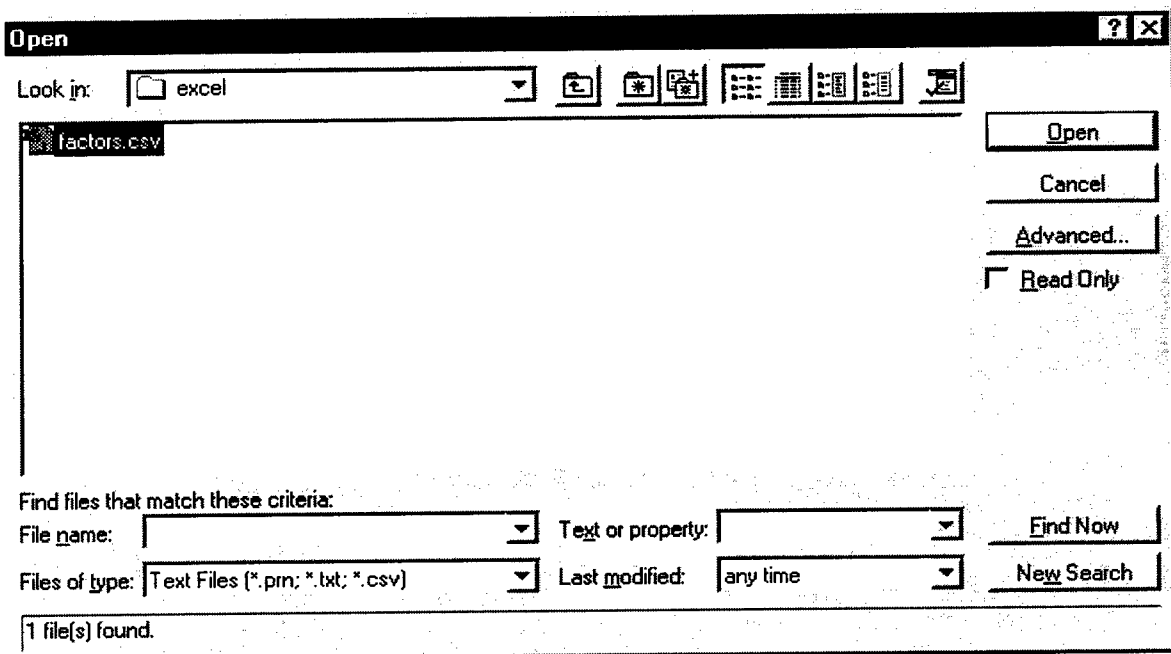 Open
Look in: excel
factors.csv
Open
Cancel
Advanced...
Read Only
Find files that match these criteria:
File name: Text or property: Find Now
Files of type: Text Files (*.prn; *.txt; *.csv) Last modified: any time New Search
1 file(s) found.